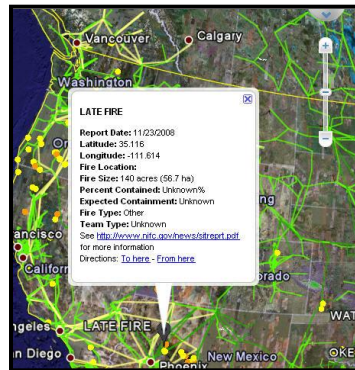 Vancouver
Calgary
Washington
LATE FIRE
Report Date: 11/23/2008
Latitude: 35.116
Longitude: -111.614
Fire Location:
Fire Size: 140 acres (56.7 ha)
Percent Contained: Unknown%
Expected Containment: Unknown
Fire Type: Other
Team Type: Unknown
See http://www.nifc.gov/news/sitreprt.pdf
for more information
Directions: To here - From here
Or
ng
ancisco
Califor
orado
WAT
ngeles
LATE FIRE
n Diego
Phoenix
New Mexico
OKE